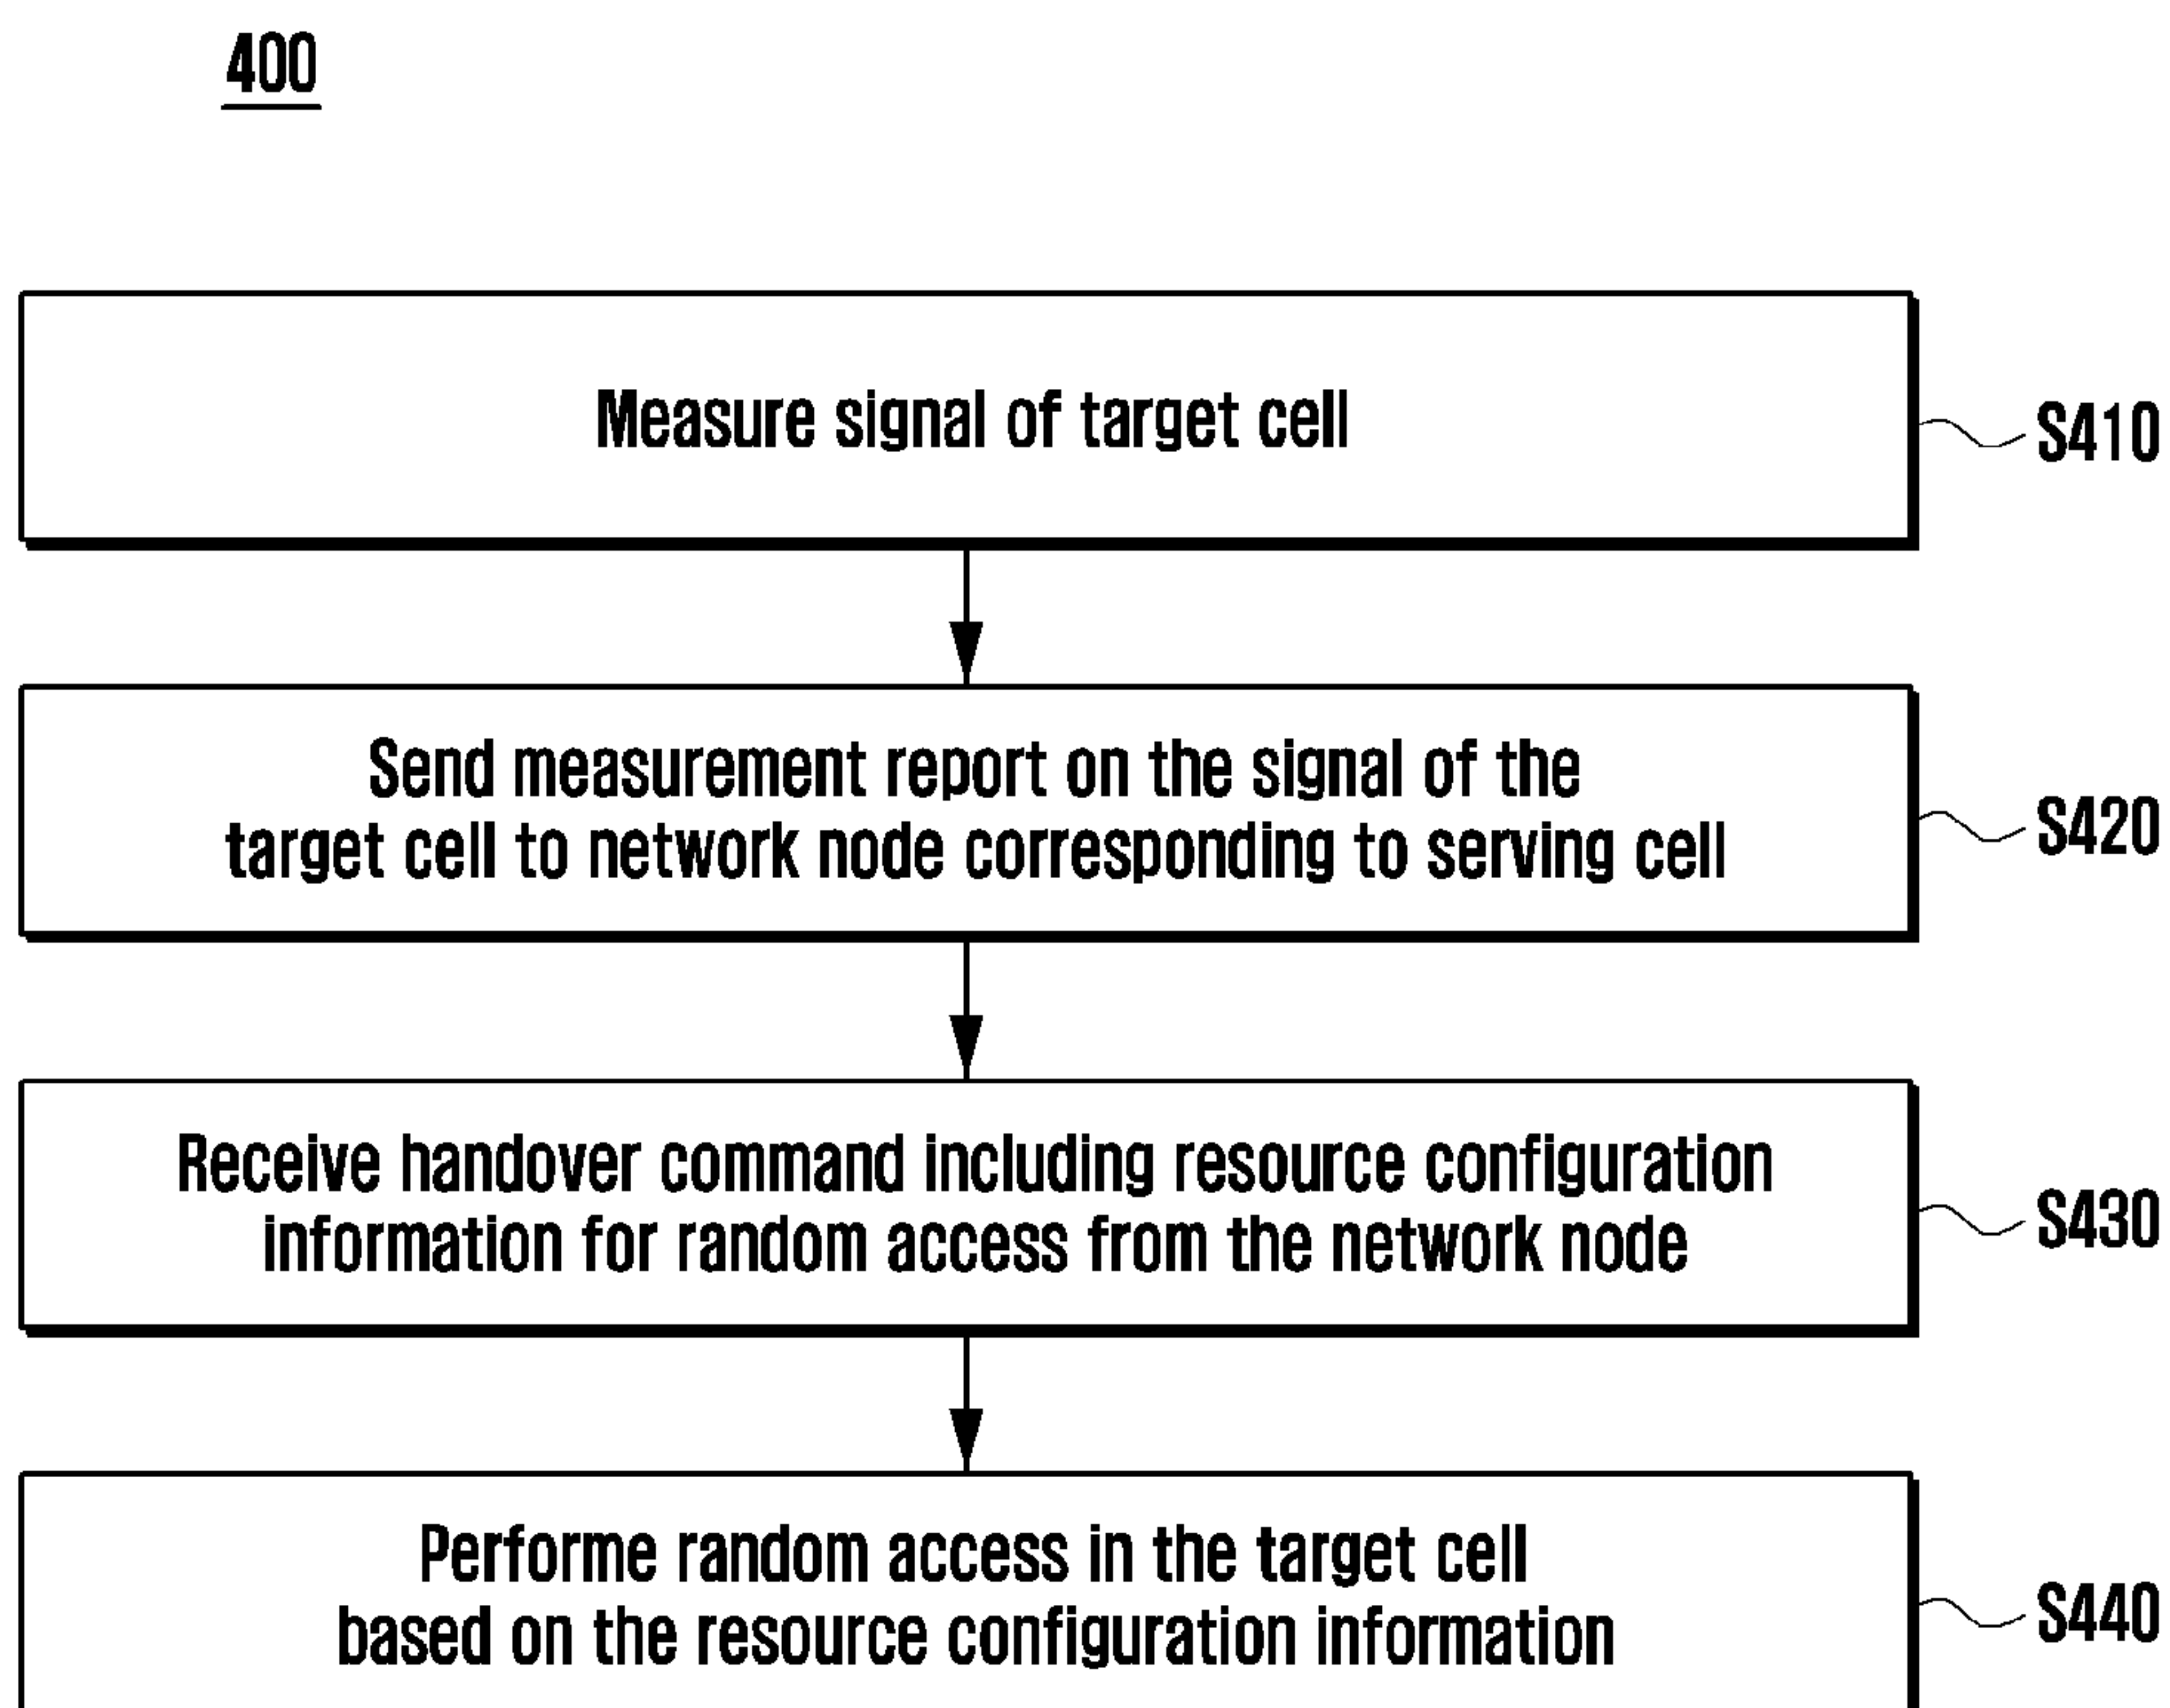 400
Measure signal of target cell
S410
Send measurement report on the signal of the
target cell to network node corresponding to serving cell
S420
Receive handover command including resource configuration
information for random access from the network node
S430
Performe random access in the target cell
based on the resource configuration information
S440